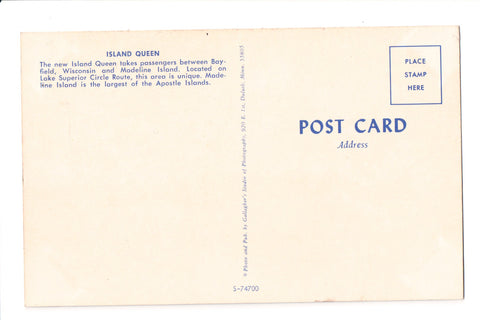 ISLAND QUEEN
The new Island Queen takes passengers between Bay-
field, Wisconsin and Madeline Island. Located on
Lake Superior Circle Route, this area is unique. Made-
line Island is the largest of the Apostle Islands.
© Photo and Pub. by Gallagher's Studio of Photography, 920 E. 1st, Duluth, Minn. 55805
S-74700
PLACE
STAMP
HERE
POST CARD
Address